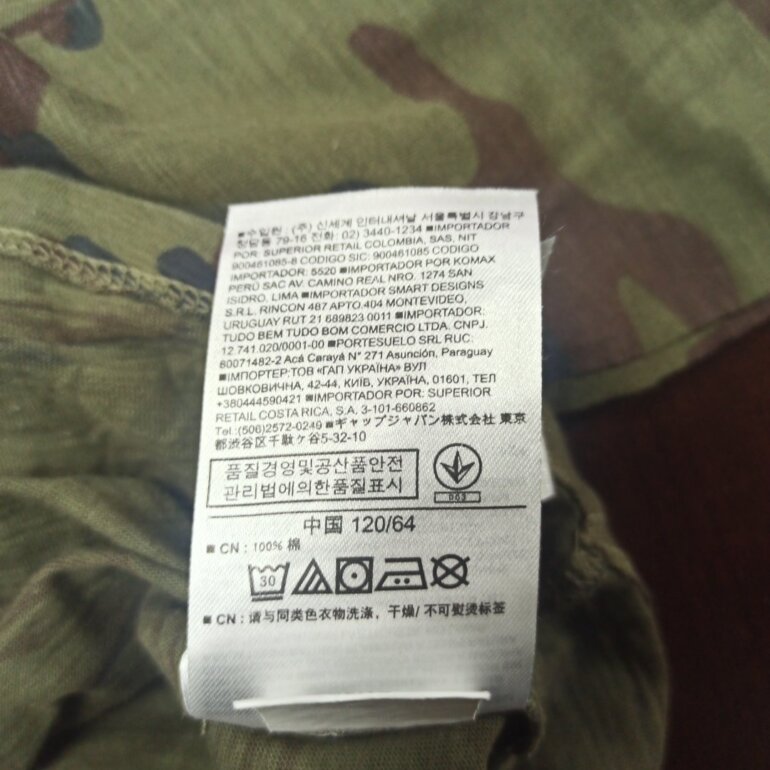 ■수입원 : (주) 신세계 인터내셔날 서울특별시 강남구
청담동 79-16 전화: 02) 3440-1234 ■IMPORTADOR
POR: SUPERIOR RETAIL COLOMBIA, SAS, NIT
900461085-8 CODIGO SIC: 900461085 CODIGO
IMPORTADOR: 5520 ■IMPORTADOR POR KOMAX
PERÚ SAC AV. CAMINO REAL NRO. 1274 SAN
ISIDRO, LIMA ■IMPORTADOR SMART DESIGNS
S.R.L. RINCON 487 APTO.404 MONTEVIDEO,
URUGUAY RUT 21 689823 0011 ■IMPORTADOR:
TUDO BEM TUDO BOM COMERCIO LTDA. CNPJ.
12.741.020/0001-00 ■PORTESUELO SRL RUC:
80071482-2 Acá Carayá N° 271 Asunción, Paraguay
■ІМПОРТЕР:ТОВ «ГАП УКРАЇНА» ВУЛ
ШОВКОВИЧНА, 42-44, КИЇВ, УКРАЇНА, 01601, ТЕЛ
+380444590421 ■IMPORTADO POR: SUPERIOR
RETAIL COSTA RICA, S.A. 3-101-660862
Tel.:(506)2572-0249 ■ギャップジャパン株式会社 東京
都渋谷区千駄ヶ谷5-32-10
품질경영및공산품안전
관리법에의한품질표시
D03
中国 120/64
■ CN : 100% 棉
30
■ CN : 请与同类色衣物洗涤, 干燥/ 不可熨烫标签